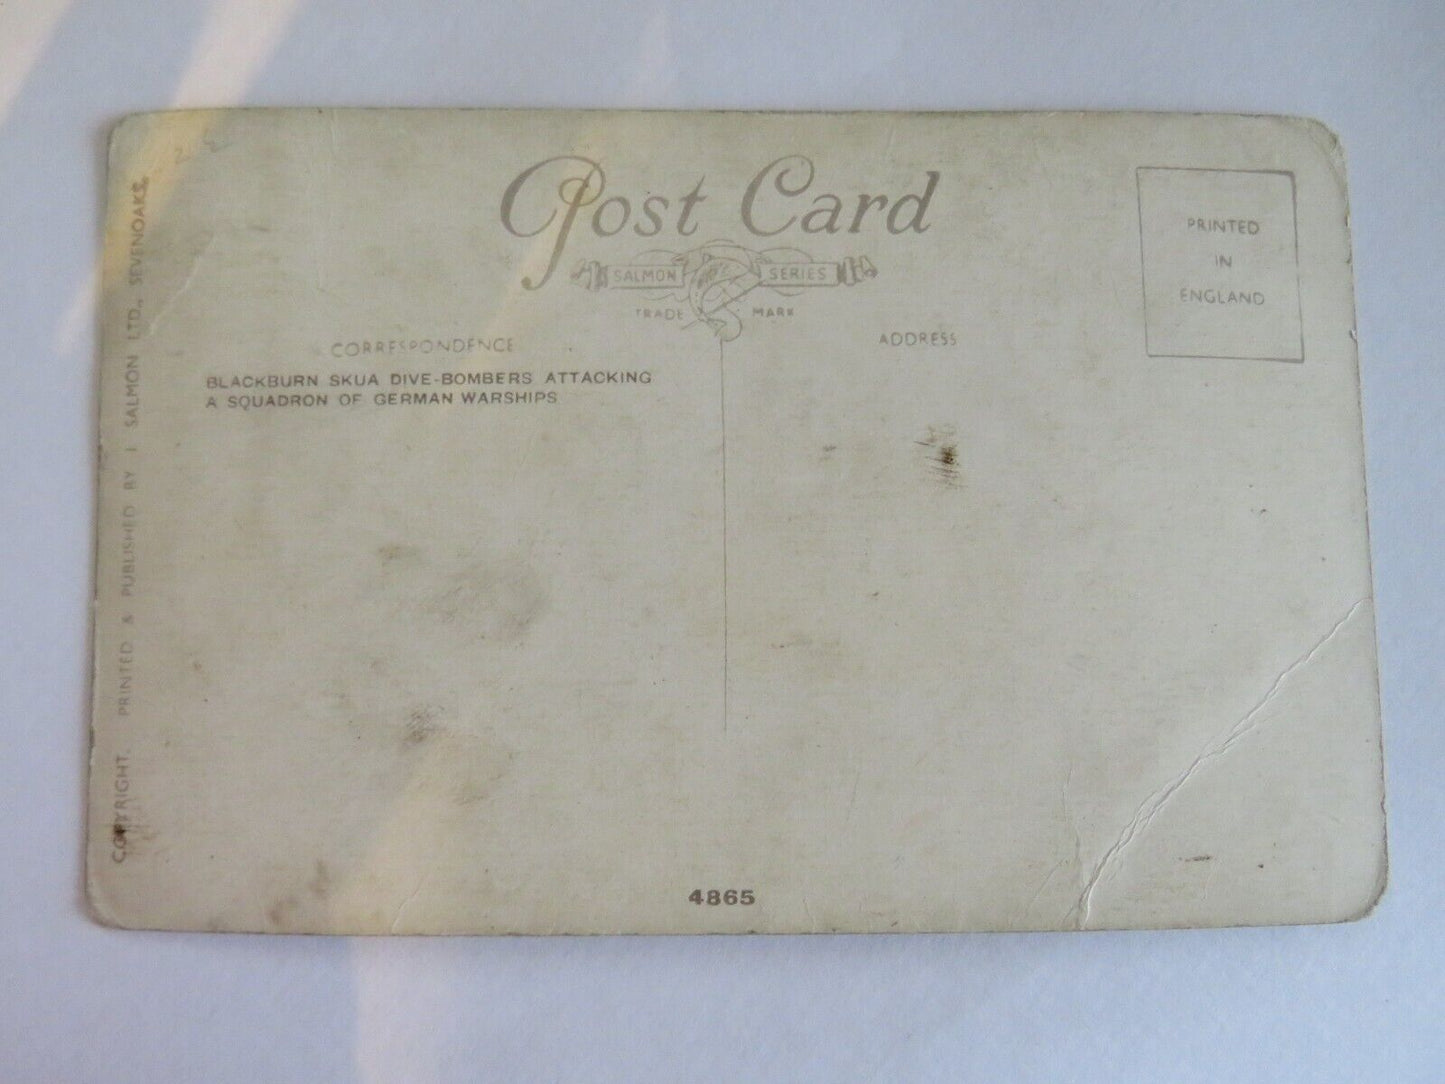 Post Card
SALMON SERIES
TRADE MARK
PRINTED
IN
ENGLAND
CORRESPONDENCE
ADDRESS
BLACKBURN SKUA DIVE-BOMBERS ATTACKING
A SQUADRON OF GERMAN WARSHIPS
COPYRIGHT. PRINTED & PUBLISHED BY J SALMON LTD., SEVENOAKS.
4865